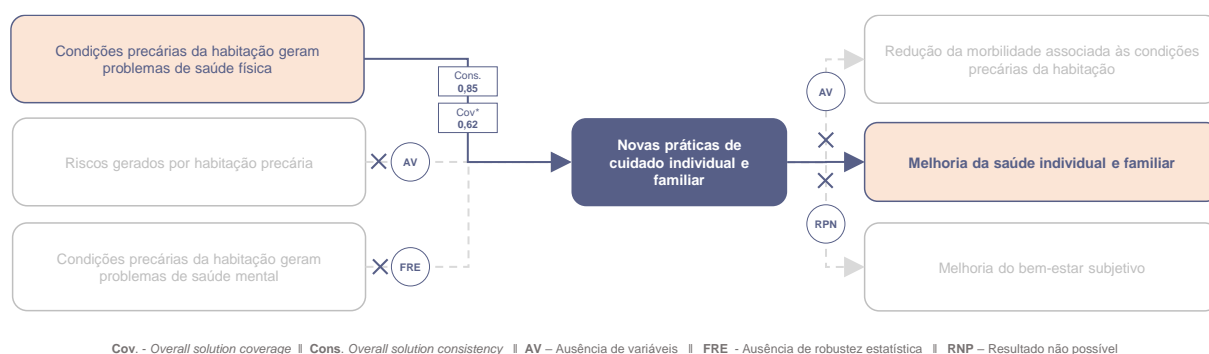 Condições precárias da habitação geram
problemas de saúde física
Cons.
0,85
Cov*
0,62
Riscos gerados por habitação precária
AV
Condições precárias da habitação geram
problemas de saúde mental
FRE
Novas práticas de
cuidado individual e
familiar
AV
RPN
Redução da morbilidade associada às condições
precárias da habitação
Melhoria da saúde individual e familiar
Melhoria do bem-estar subjetivo
Cov. - Overall solution coverage || Cons. Overall solution consistency || AV – Ausência de variáveis || FRE - Ausência de robustez estatística || RNP – Resultado não possível